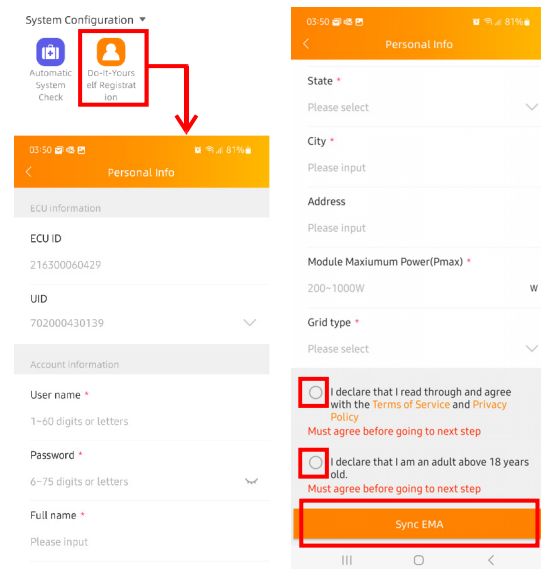 System Configuration ▼
Automatic
System
Check
Do-It-Yours
elf Registrat
ion
03:50
81%
Personal Info
ECU information
ECU ID
216300060429
UID
702000430139
Account information
User name *
1~60 digits or letters
Password *
6~75 digits or letters
Full name *
Please input
03:50
81%
Personal Info
State *
Please select
City *
Please input
Address
Please input
Module Maxiumum Power(Pmax) *
200~1000W
W
Grid type *
Please select
I declare that I read through and agree
with the Terms of Service and Privacy
Policy
Must agree before going to next step
I declare that I am an adult above 18 years
old.
Must agree before going to next step
Sync EMA